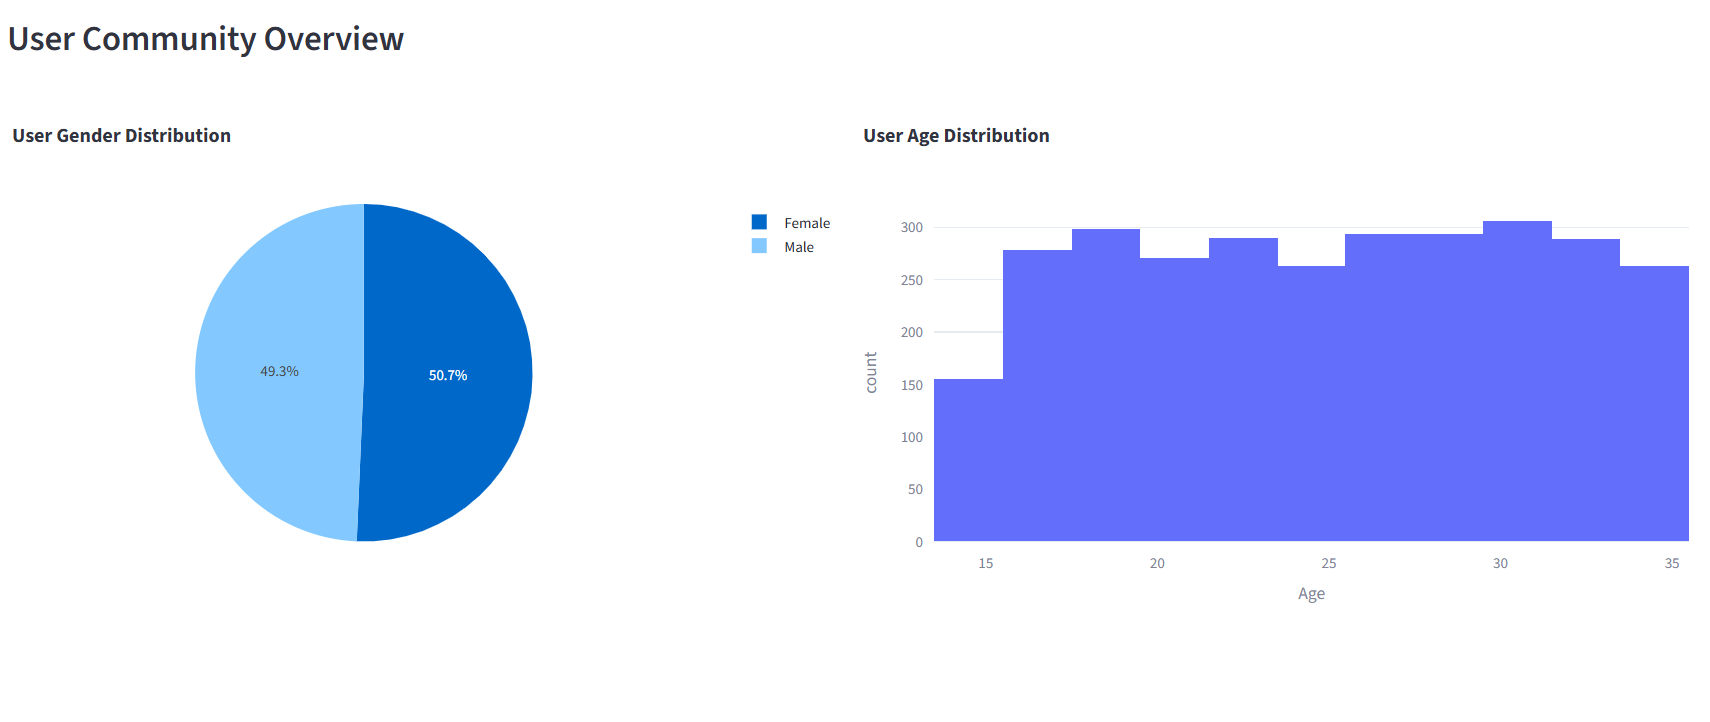 User Community Overview
User Gender Distribution
49.3%
50.7%
Female
Male
User Age Distribution
300
250
200
150
100
50
0
count
15
20
25
30
35
Age